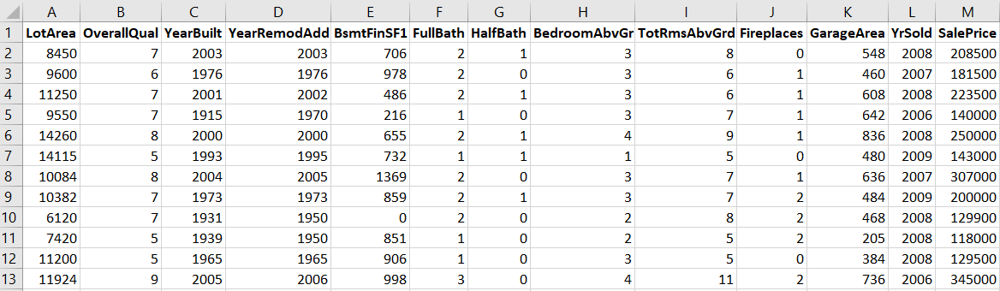 A B C D E F G H I J K L M
1 LotArea OverallQual YearBuilt YearRemodAdd BsmtFinSF1 FullBath HalfBath BedroomAbvGr TotRmsAbvGrd Fireplaces GarageArea YrSold SalePrice
2 8450 7 2003 2003 706 2 1 3 8 0 548 2008 208500
3 9600 6 1976 1976 978 2 0 3 6 1 460 2007 181500
4 11250 7 2001 2002 486 2 1 3 6 1 608 2008 223500
5 9550 7 1915 1970 216 1 0 3 7 1 642 2006 140000
6 14260 8 2000 2000 655 2 1 4 9 1 836 2008 250000
7 14115 5 1993 1995 732 1 1 1 5 0 480 2009 143000
8 10084 8 2004 2005 1369 2 0 3 7 1 636 2007 307000
9 10382 7 1973 1973 859 2 1 3 7 2 484 2009 200000
10 6120 7 1931 1950 0 2 0 2 8 2 468 2008 129900
11 7420 5 1939 1950 851 1 0 2 5 2 205 2008 118000
12 11200 5 1965 1965 906 1 0 3 5 0 384 2008 129500
13 11924 9 2005 2006 998 3 0 4 11 2 736 2006 345000